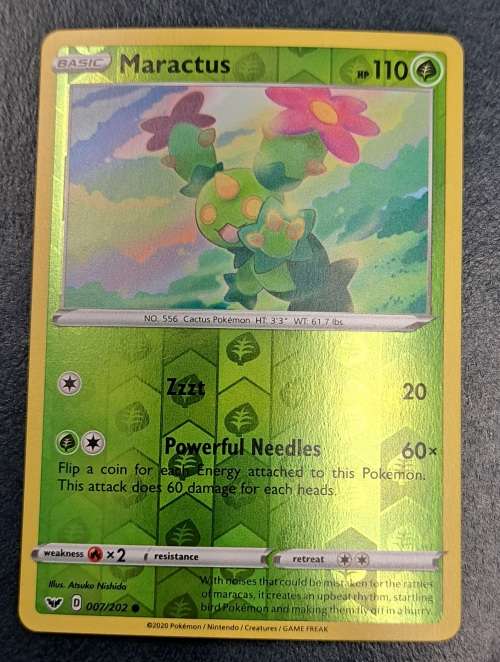 BASIC Maractus HP 110
NO. 556 Cactus Pokémon HT: 3'3" WT: 61.7 lbs.
Zzzt 20
Powerful Needles 60×
Flip a coin for each Energy attached to this Pokémon.
This attack does 60 damage for each heads.
weakness ×2 resistance retreat
Illus. Atsuko Nishida
With noises that could be mistaken for the rattles
of maracas, it creates an upbeat rhythm, startling
bird Pokémon and making them fly off in a hurry.
D 007/202
©2020 Pokémon / Nintendo / Creatures / GAME FREAK